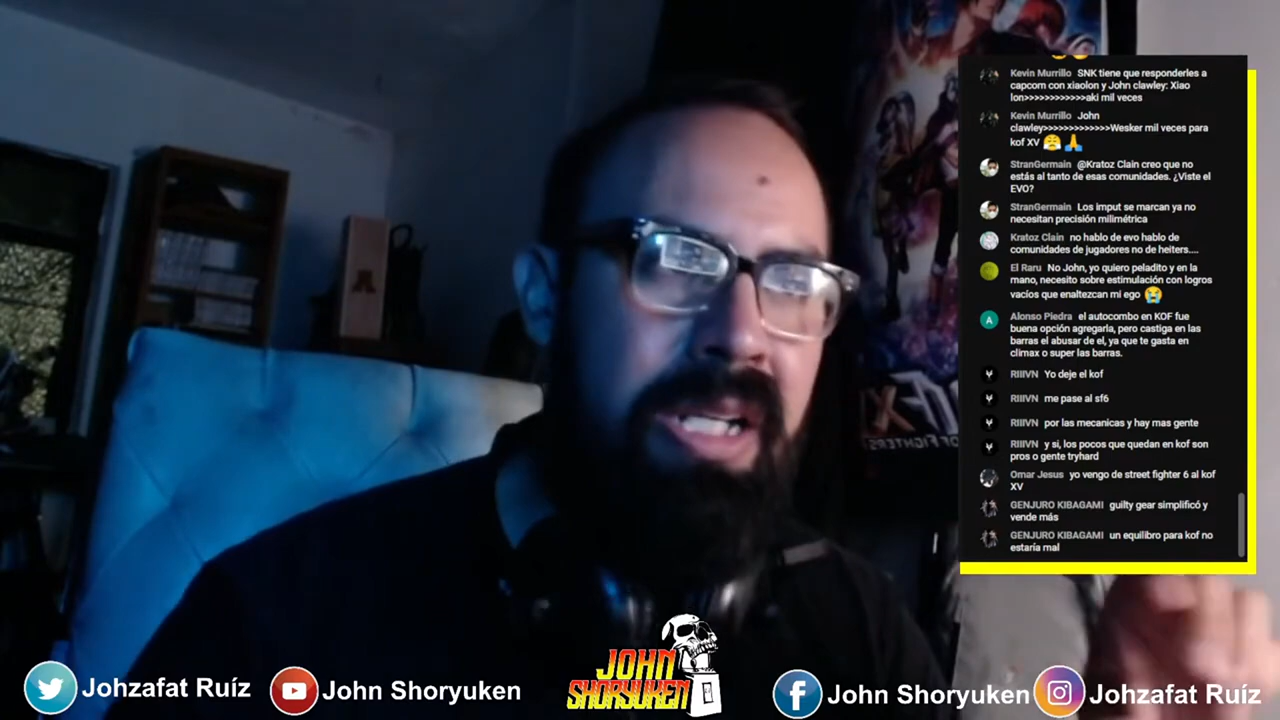 Kevin Murrillo SNK tiene que responderles a
capcom con xiaolon y John clawley: Xiao
lon>>>>>>>>>>>>aki mil veces
Kevin Murrillo John
clawley>>>>>>>>>>>>>Wesker mil veces para
kof XV 😤🙏
StranGermain @Kratoz Clain creo que no
estás al tanto de esas comunidades. ¿Viste el
EVO?
StranGermain Los imput se marcan ya no
necesitan precisión milimétrica
Kratoz Clain no hablo de evo hablo de
comunidades de jugadores no de heiters....
El Raru No John, yo quiero peladito y en la
mano, necesito sobre estimulación con logros
vacíos que enaltezcan mi ego 😭
A
Alonso Piedra el autocombo en KOF fue
buena opción agregarla, pero castiga en las
barras el abusar de el, ya que te gasta en
climax o super las barras.
RIIIVN Yo deje el kof
RIIIVN me pase al sf6
RIIIVN por las mecanicas y hay mas gente
RIIIVN y si, los pocos que quedan en kof son
pros o gente tryhard
Omar Jesus yo vengo de street fighter 6 al kof
XV
GENJURO KIBAGAMI guilty gear simplificó y
vende más
GENJURO KIBAGAMI un equilibro para kof no
estaría mal
OF FIGHTERS
Johzafat Ruíz
John Shoryuken
JOHN
SHORYUKEN
John Shoryuken
Johzafat Ruíz